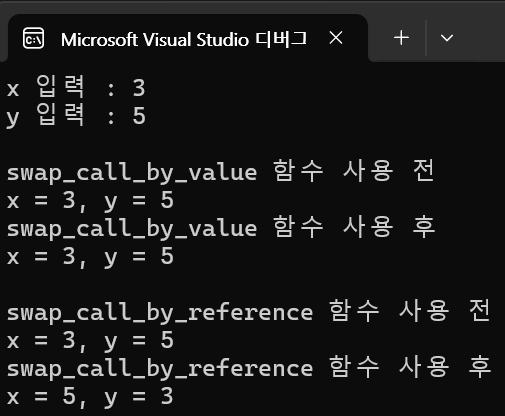 Microsoft Visual Studio 디버그
x 입력 : 3
y 입력 : 5
swap_call_by_value 함수 사용 전
x = 3, y = 5
swap_call_by_value 함수 사용 후
x = 3, y = 5
swap_call_by_reference 함수 사용 전
x = 3, y = 5
swap_call_by_reference 함수 사용 후
x = 5, y = 3